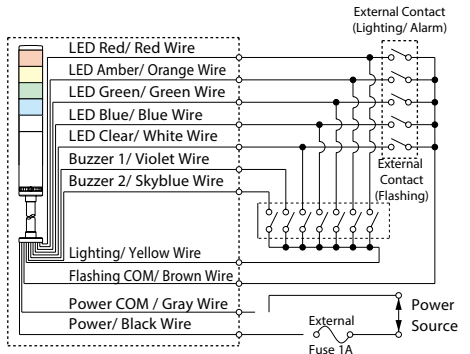 External Contact
(Lighting/ Alarm)
LED Red/ Red Wire
LED Amber/ Orange Wire
LED Green/ Green Wire
LED Blue/ Blue Wire
LED Clear/ White Wire
Buzzer 1/ Violet Wire
Buzzer 2/ Skyblue Wire
External
Contact
(Flashing)
Lighting/ Yellow Wire
Flashing COM/ Brown Wire
Power COM / Gray Wire
Power/ Black Wire
Power
Source
External
Fuse 1A